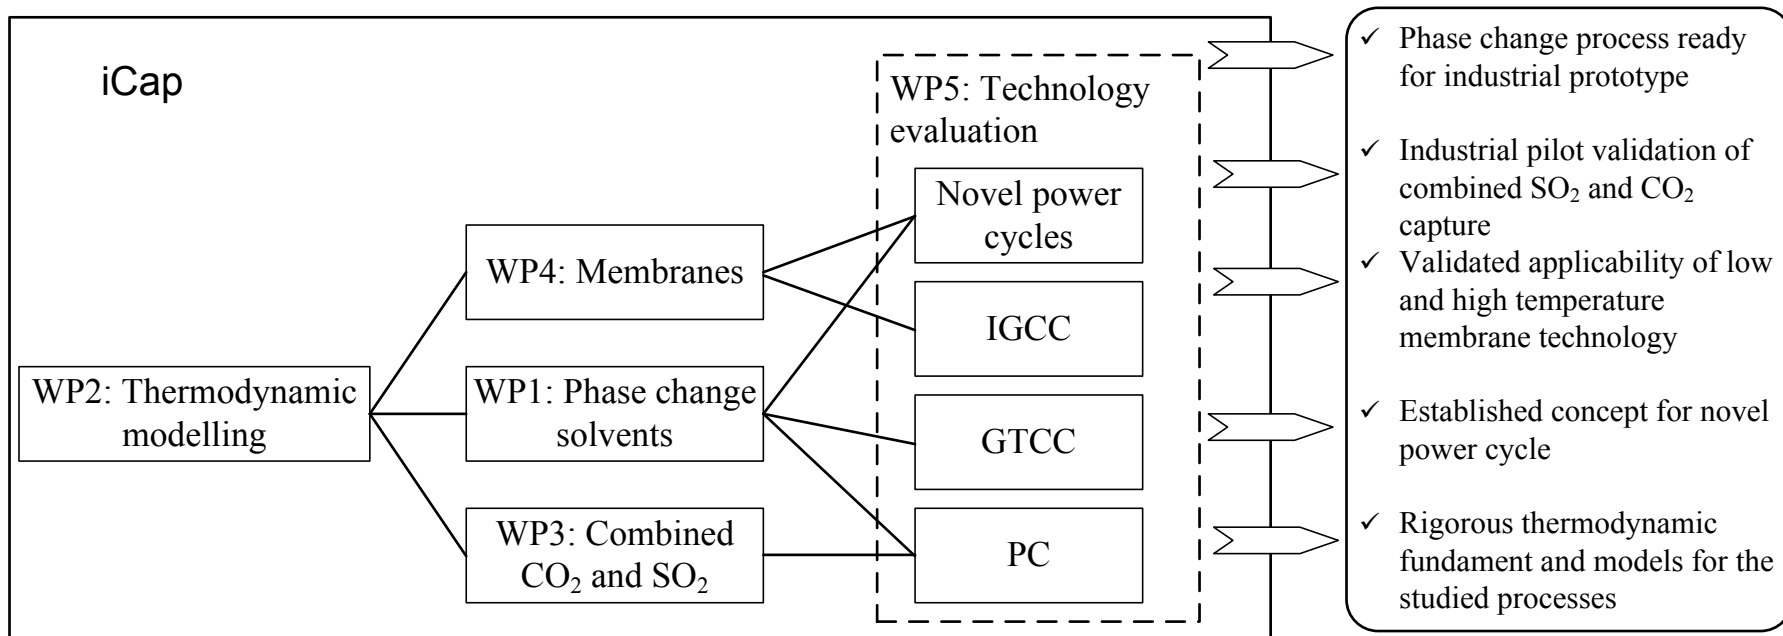 iCap
WP5: Technology
evaluation
Novel power
cycles
WP4: Membranes
IGCC
WP2: Thermodynamic
modelling
WP1: Phase change
solvents
GTCC
WP3: Combined
CO₂ and SO₂
PC
✓ Phase change process ready
for industrial prototype
✓ Industrial pilot validation of
combined SO₂ and CO₂
capture
✓ Validated applicability of low
and high temperature
membrane technology
✓ Established concept for novel
power cycle
✓ Rigorous thermodynamic
fundament and models for the
studied processes